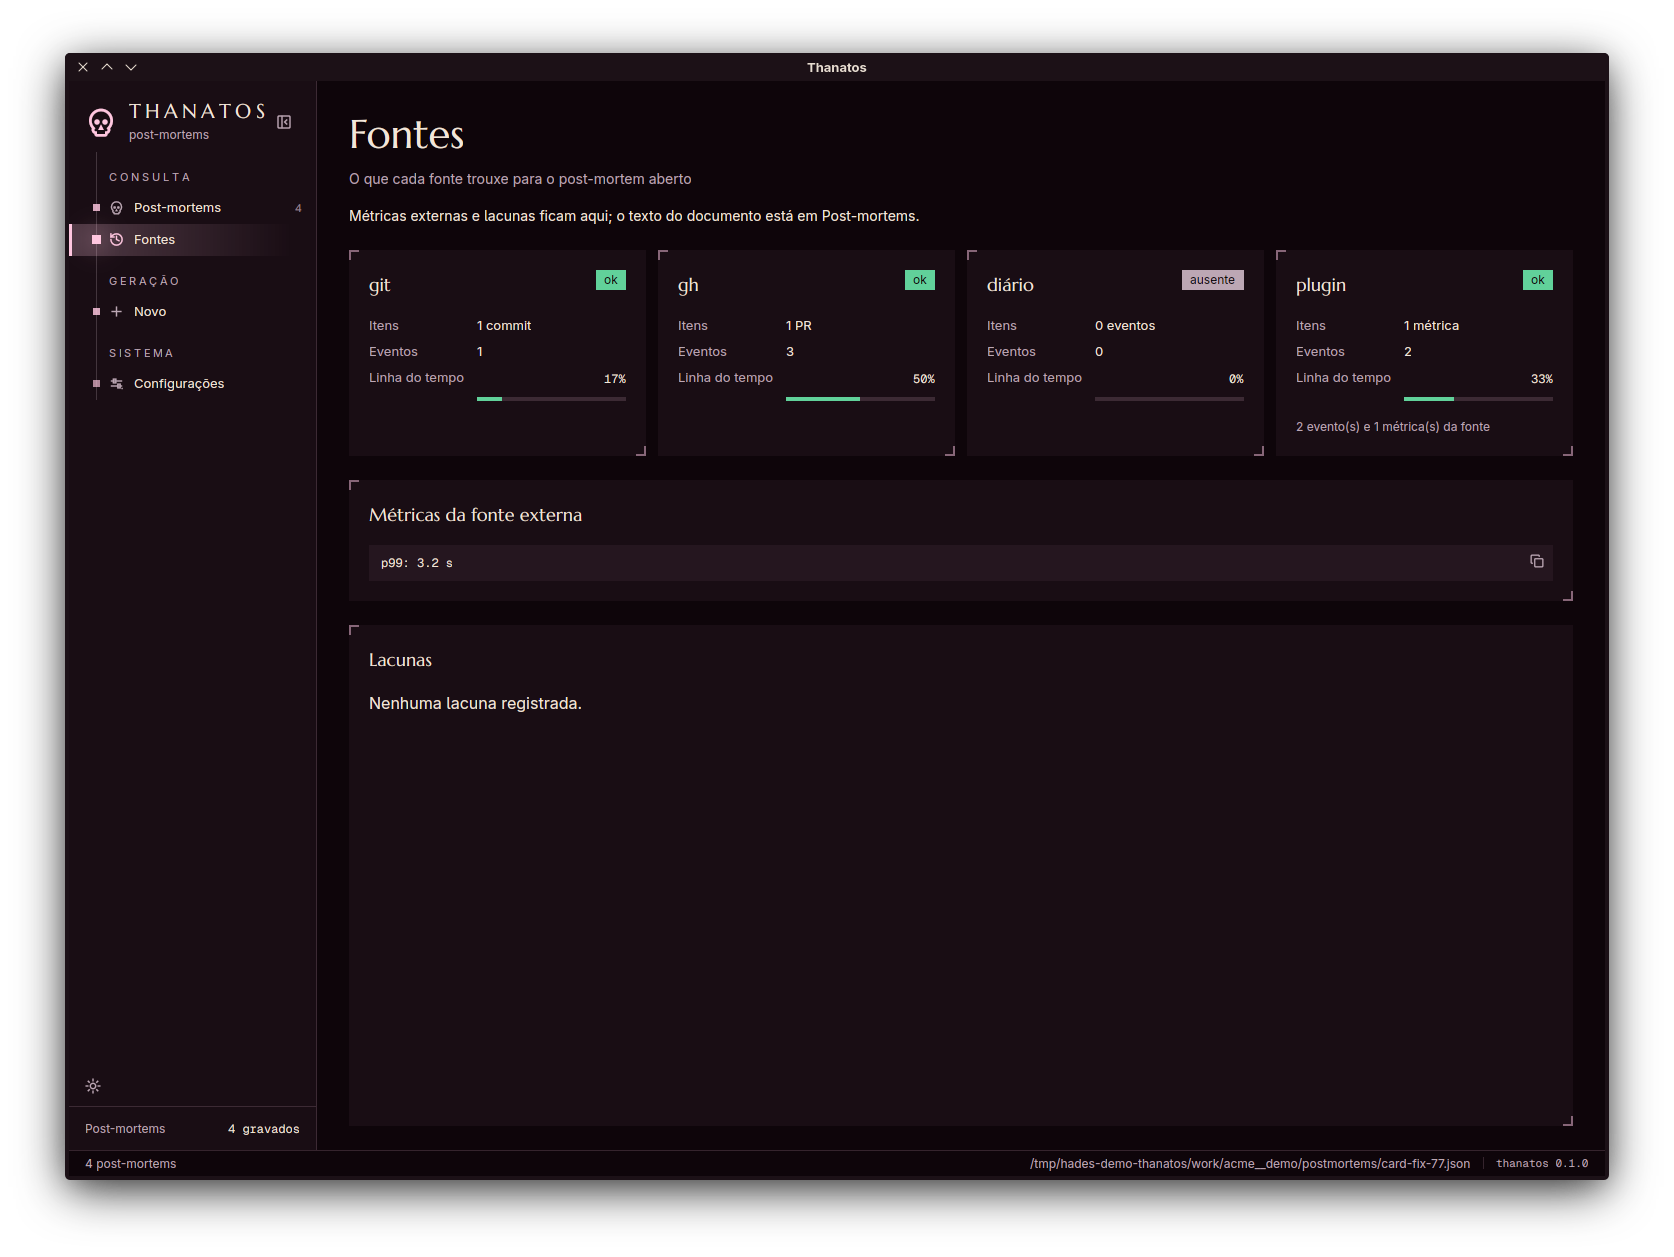 Thanatos
THANATOS
post-mortems
CONSULTA
Post-mortems 4
Fontes
GERAÇÃO
Novo
SISTEMA
Configurações
Post-mortems 4 gravados
Fontes
O que cada fonte trouxe para o post-mortem aberto
Métricas externas e lacunas ficam aqui; o texto do documento está em Post-mortems.
git ok
Itens 1 commit
Eventos 1
Linha do tempo 17%
gh ok
Itens 1 PR
Eventos 3
Linha do tempo 50%
diário ausente
Itens 0 eventos
Eventos 0
Linha do tempo 0%
plugin ok
Itens 1 métrica
Eventos 2
Linha do tempo 33%
2 evento(s) e 1 métrica(s) da fonte
Métricas da fonte externa
p99: 3.2 s
Lacunas
Nenhuma lacuna registrada.
4 post-mortems
/tmp/hades-demo-thanatos/work/acme__demo/postmortems/card-fix-77.json
thanatos 0.1.0